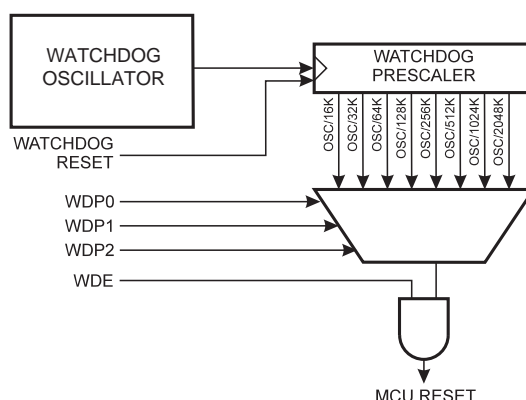 WATCHDOG
OSCILLATOR
WATCHDOG
PRESCALER
WATCHDOG
RESET
OSC/16K
OSC/32K
OSC/64K
OSC/128K
OSC/256K
OSC/512K
OSC/1024K
OSC/2048K
WDP0
WDP1
WDP2
WDE
MCU RESET